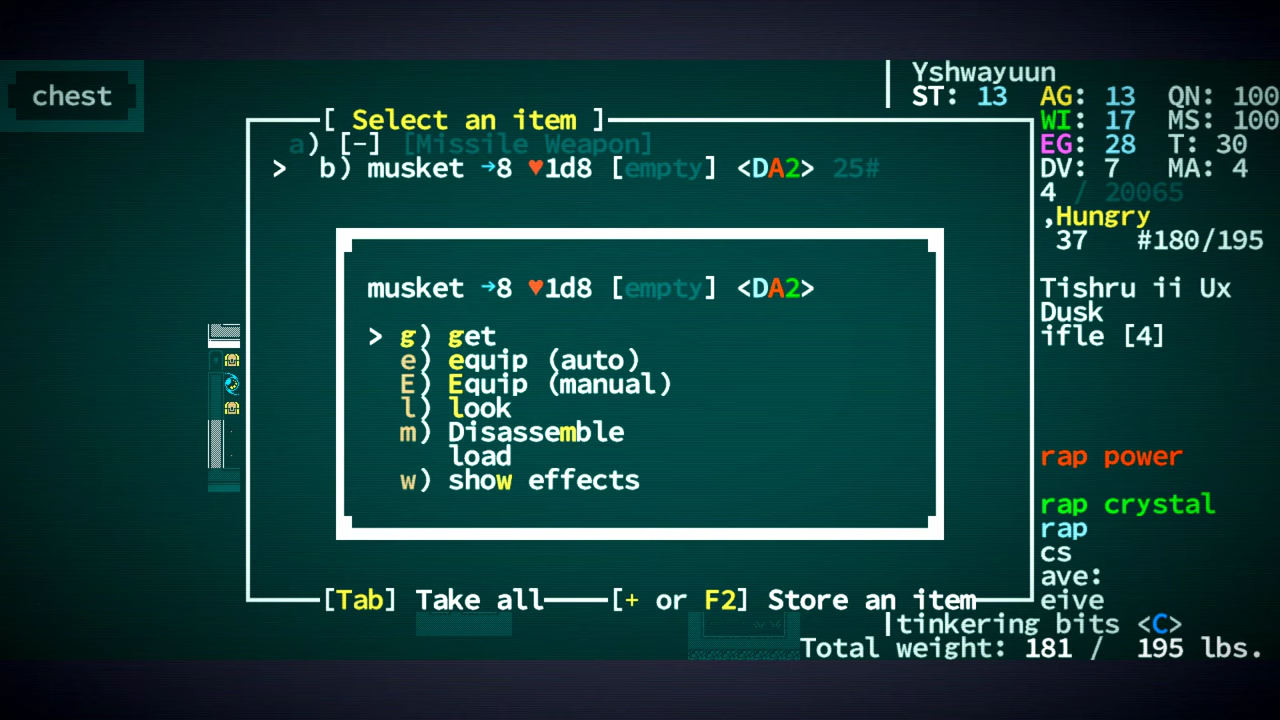 Yshwayuun
chest
ST: 13 AG: 13 QN: 100
[ Select an item ] WI: 17 MS: 100
a) [-] [Missile Weapon] EG: 28 T: 30
> b) musket →8 ♥1d8 [empty] <DA2> 25# DV: 7 MA: 4
4 / 20065
,Hungry
37 #180/195
musket →8 ♥1d8 [empty] <DA2> Tishru ii Ux
Dusk
> g) get ifle [4]
e) equip (auto)
E) Equip (manual)
l) look
m) Disassemble
load rap power
w) show effects
rap crystal
rap
cs
ave:
[Tab] Take all [+ or F2] Store an item eive
tinkering bits <C>
Total weight: 181 / 195 lbs.